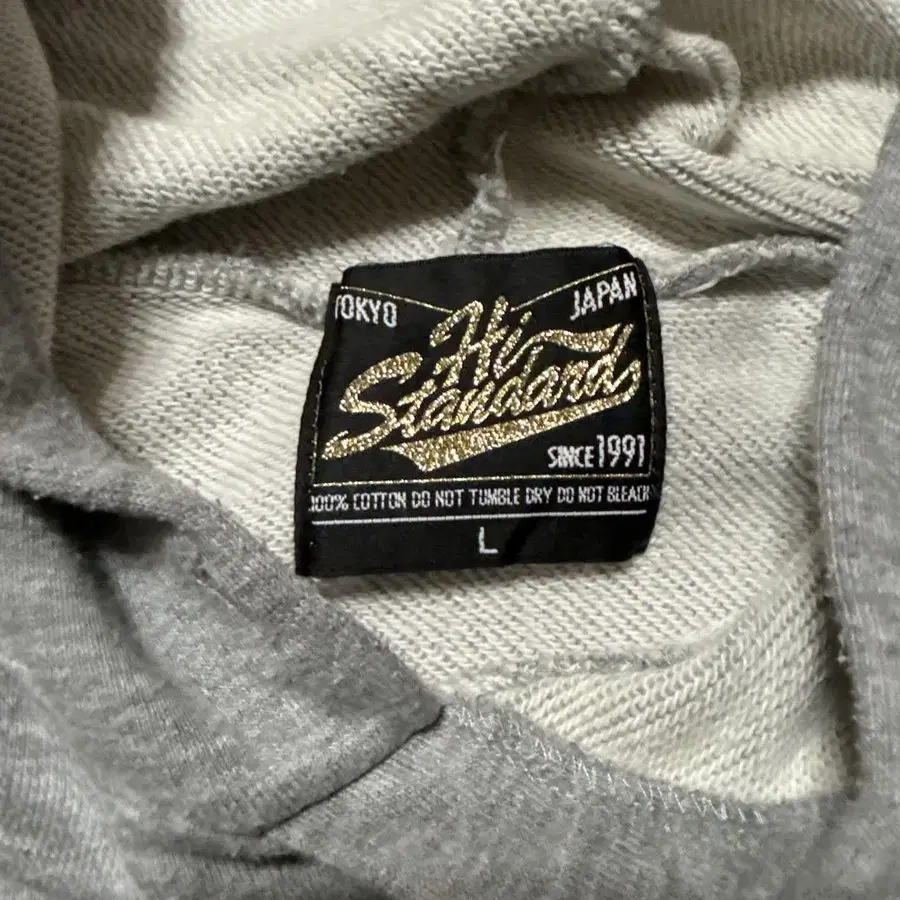 TOKYO JAPAN
Hi
Standard
SINCE 1991
100% COTTON DO NOT TUMBLE DRY DO NOT BLEACH
L